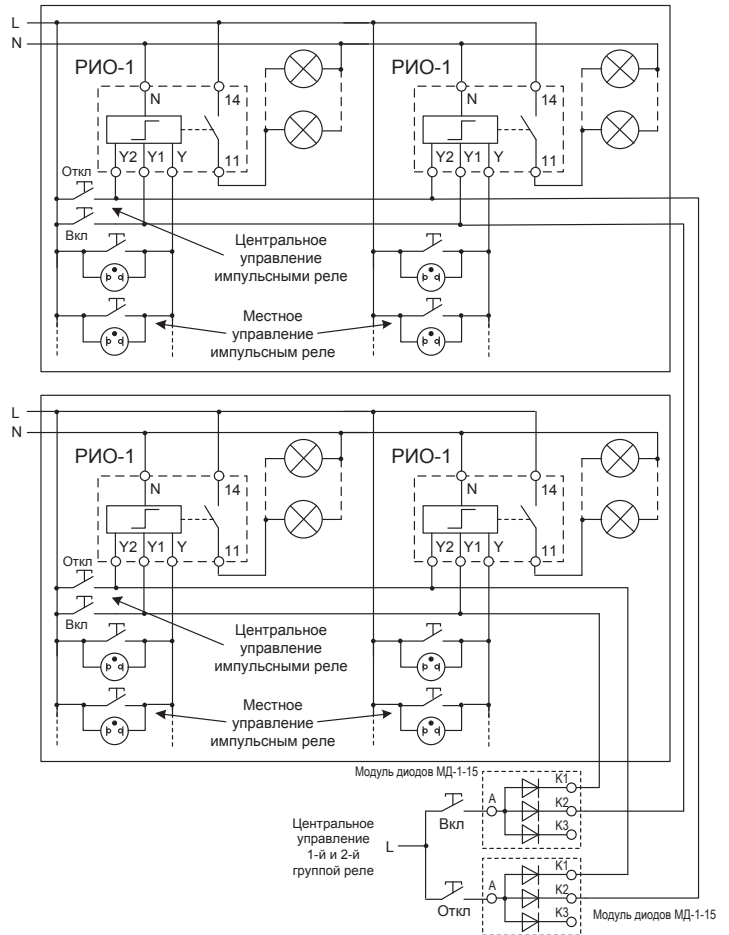 L
N
РИО-1
РИО-1
N
14
N
14
Y2 Y1 Y
11
Y2 Y1 Y
11
Откл
Вкл
Центральное
управление
импульсными реле
Местное
управление
импульсным реле
L
N
РИО-1
РИО-1
N
14
N
14
Y2 Y1 Y
11
Y2 Y1 Y
11
Откл
Вкл
Центральное
управление
импульсными реле
Местное
управление
импульсным реле
Модуль диодов МД-1-15
A
K1
K2
K3
Вкл
Центральное
управление
1-й и 2-й
группой реле
L
A
K1
K2
K3
Откл
Модуль диодов МД-1-15